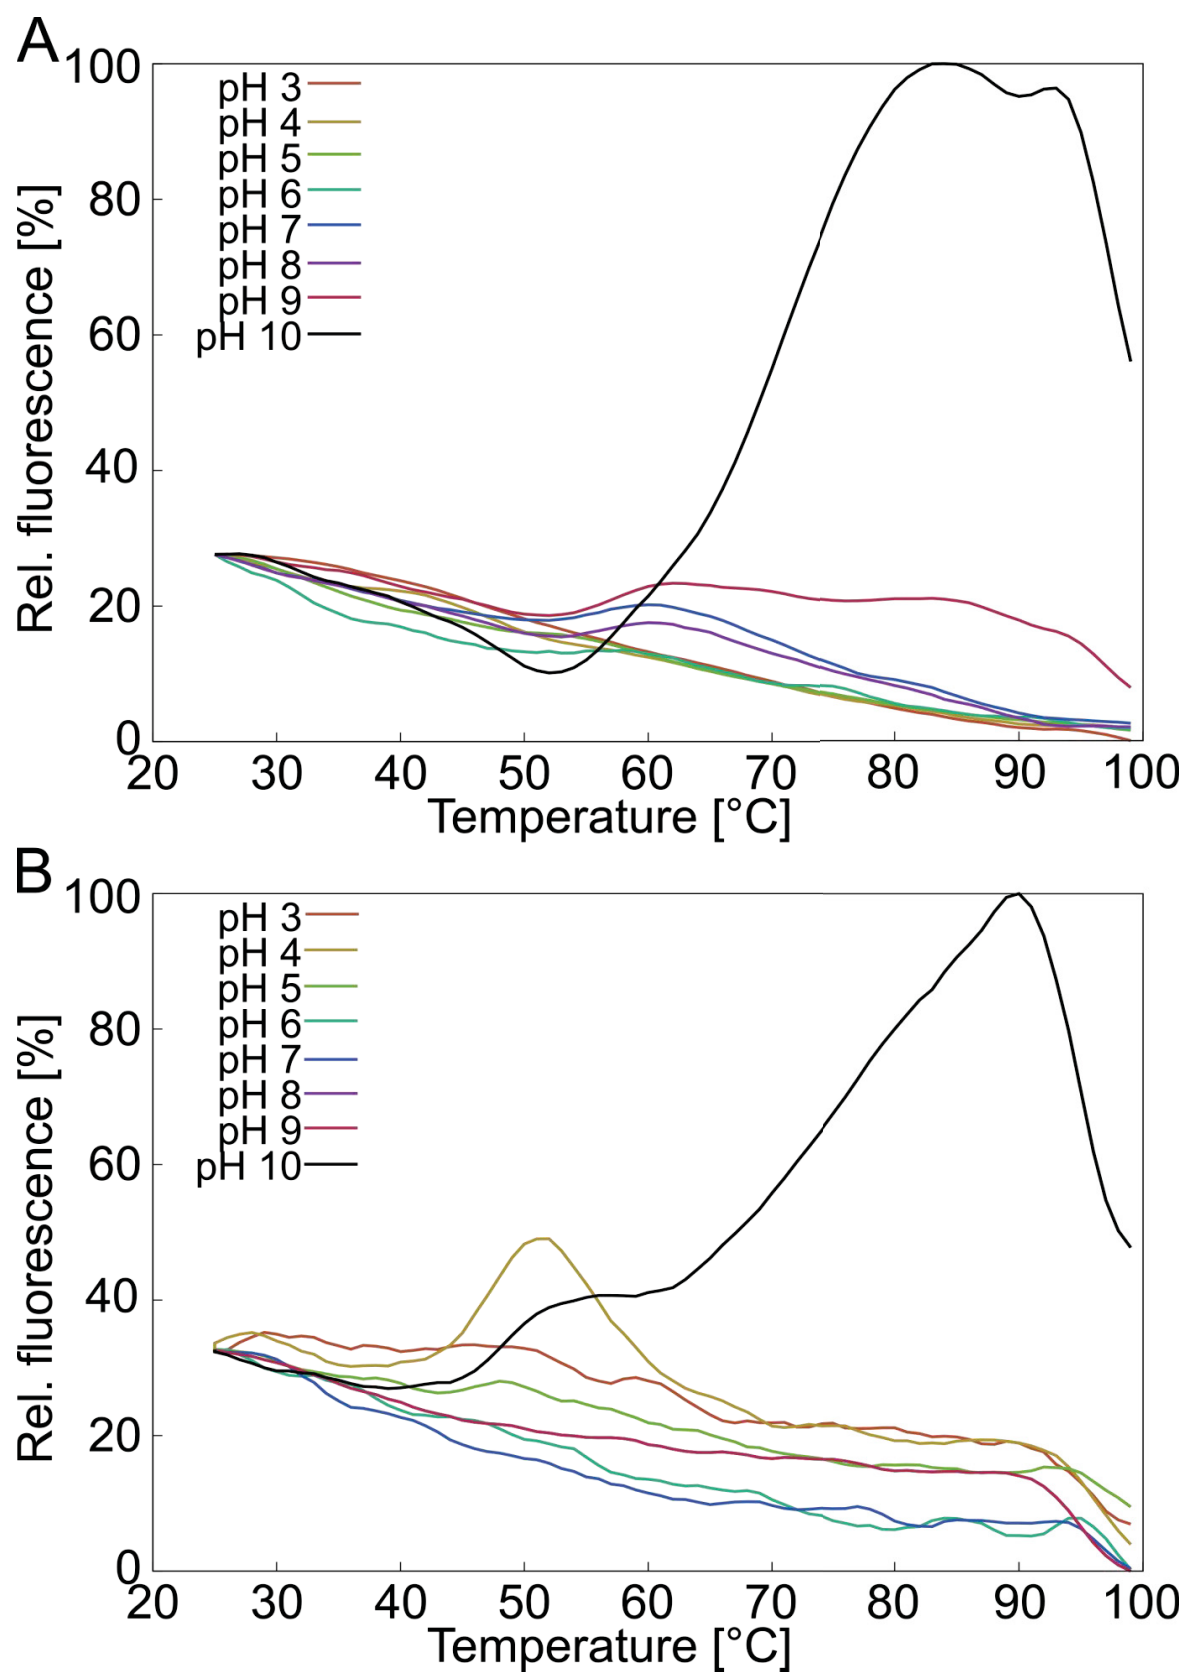 A
Rel. fluorescence [%]
100
80
60
40
20
0
pH 3
pH 4
pH 5
pH 6
pH 7
pH 8
pH 9
pH 10
20 30 40 50 60 70 80 90 100
Temperature [°C]
B
Rel. fluorescence [%]
100
80
60
40
20
0
pH 3
pH 4
pH 5
pH 6
pH 7
pH 8
pH 9
pH 10
20 30 40 50 60 70 80 90 100
Temperature [°C]